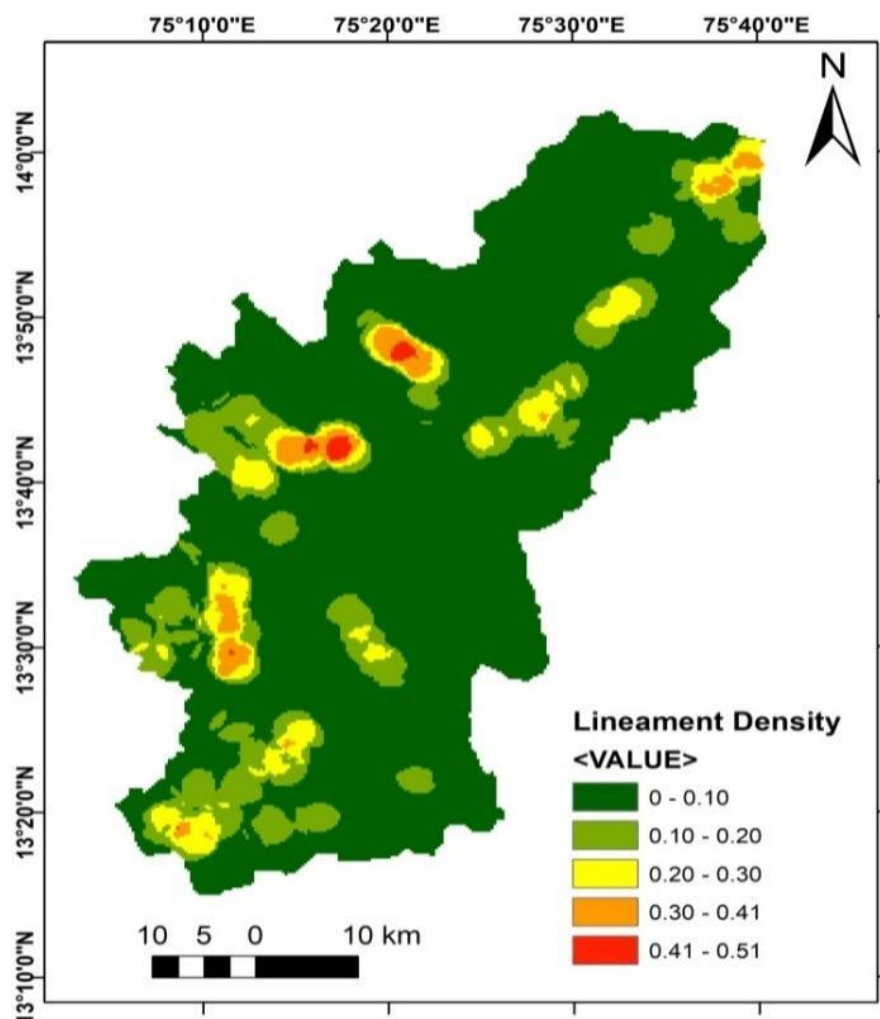 75°10'0"E 75°20'0"E 75°30'0"E 75°40'0"E
N
14°0'0"N
13°50'0"N
13°40'0"N
13°30'0"N
13°20'0"N
13°10'0"N
Lineament Density
<VALUE>
0 - 0.10
0.10 - 0.20
0.20 - 0.30
0.30 - 0.41
0.41 - 0.51
10 5 0 10 km